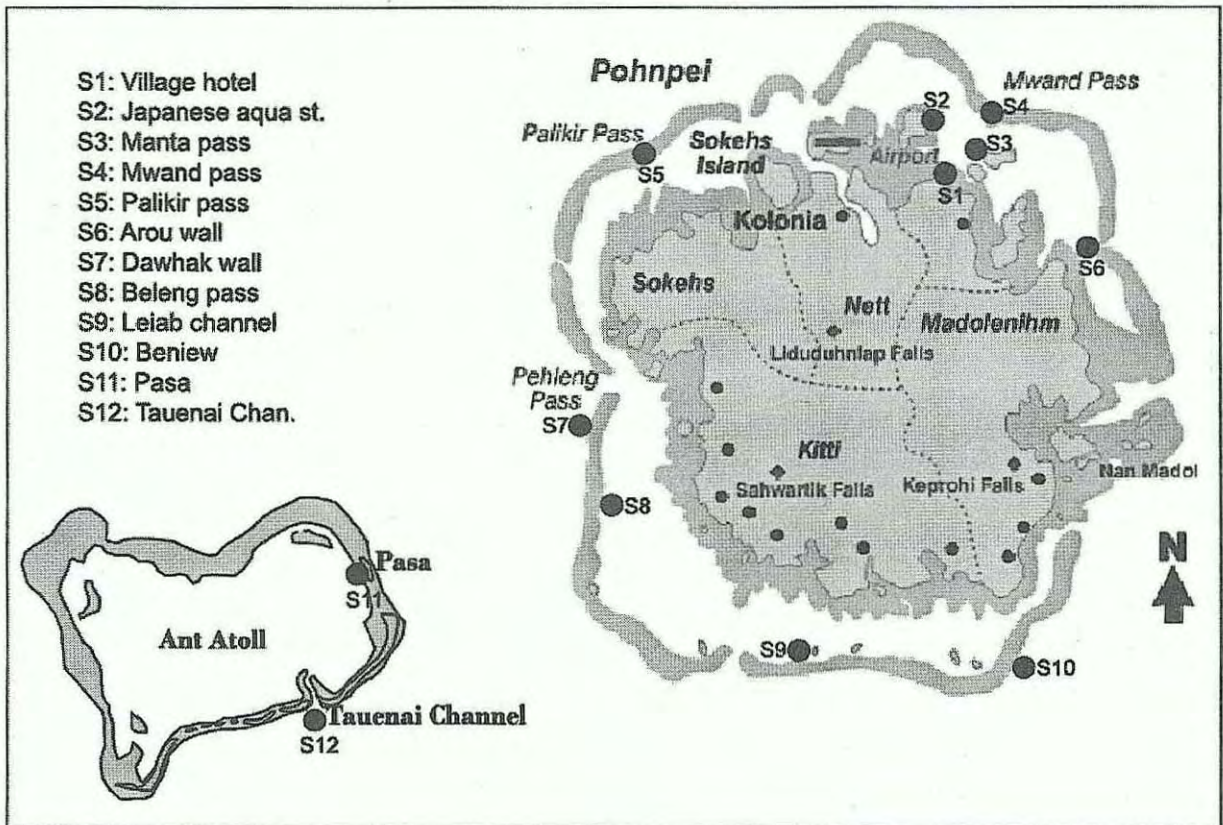 S1: Village hotel
S2: Japanese aqua st.
S3: Manta pass
S4: Mwand pass
S5: Palikir pass
S6: Arou wall
S7: Dawhak wall
S8: Beleng pass
S9: Leiab channel
S10: Beniew
S11: Pasa
S12: Tauenai Chan.
Pohnpei
Mwand Pass
S2
S4
Palikir Pass
Sokehs
Island
S3
Airport
S5
S1
Kolonia
S6
Sokehs
Nett
Madolenihm
Liduduhniap Falls
Pehleng
Pass
S7
Kitti
Nan Madol
Sahwartik Falls
Keprohi Falls
S8
N
Pasa
S11
Ant Atoll
S9
S10
Tauenai Channel
S12